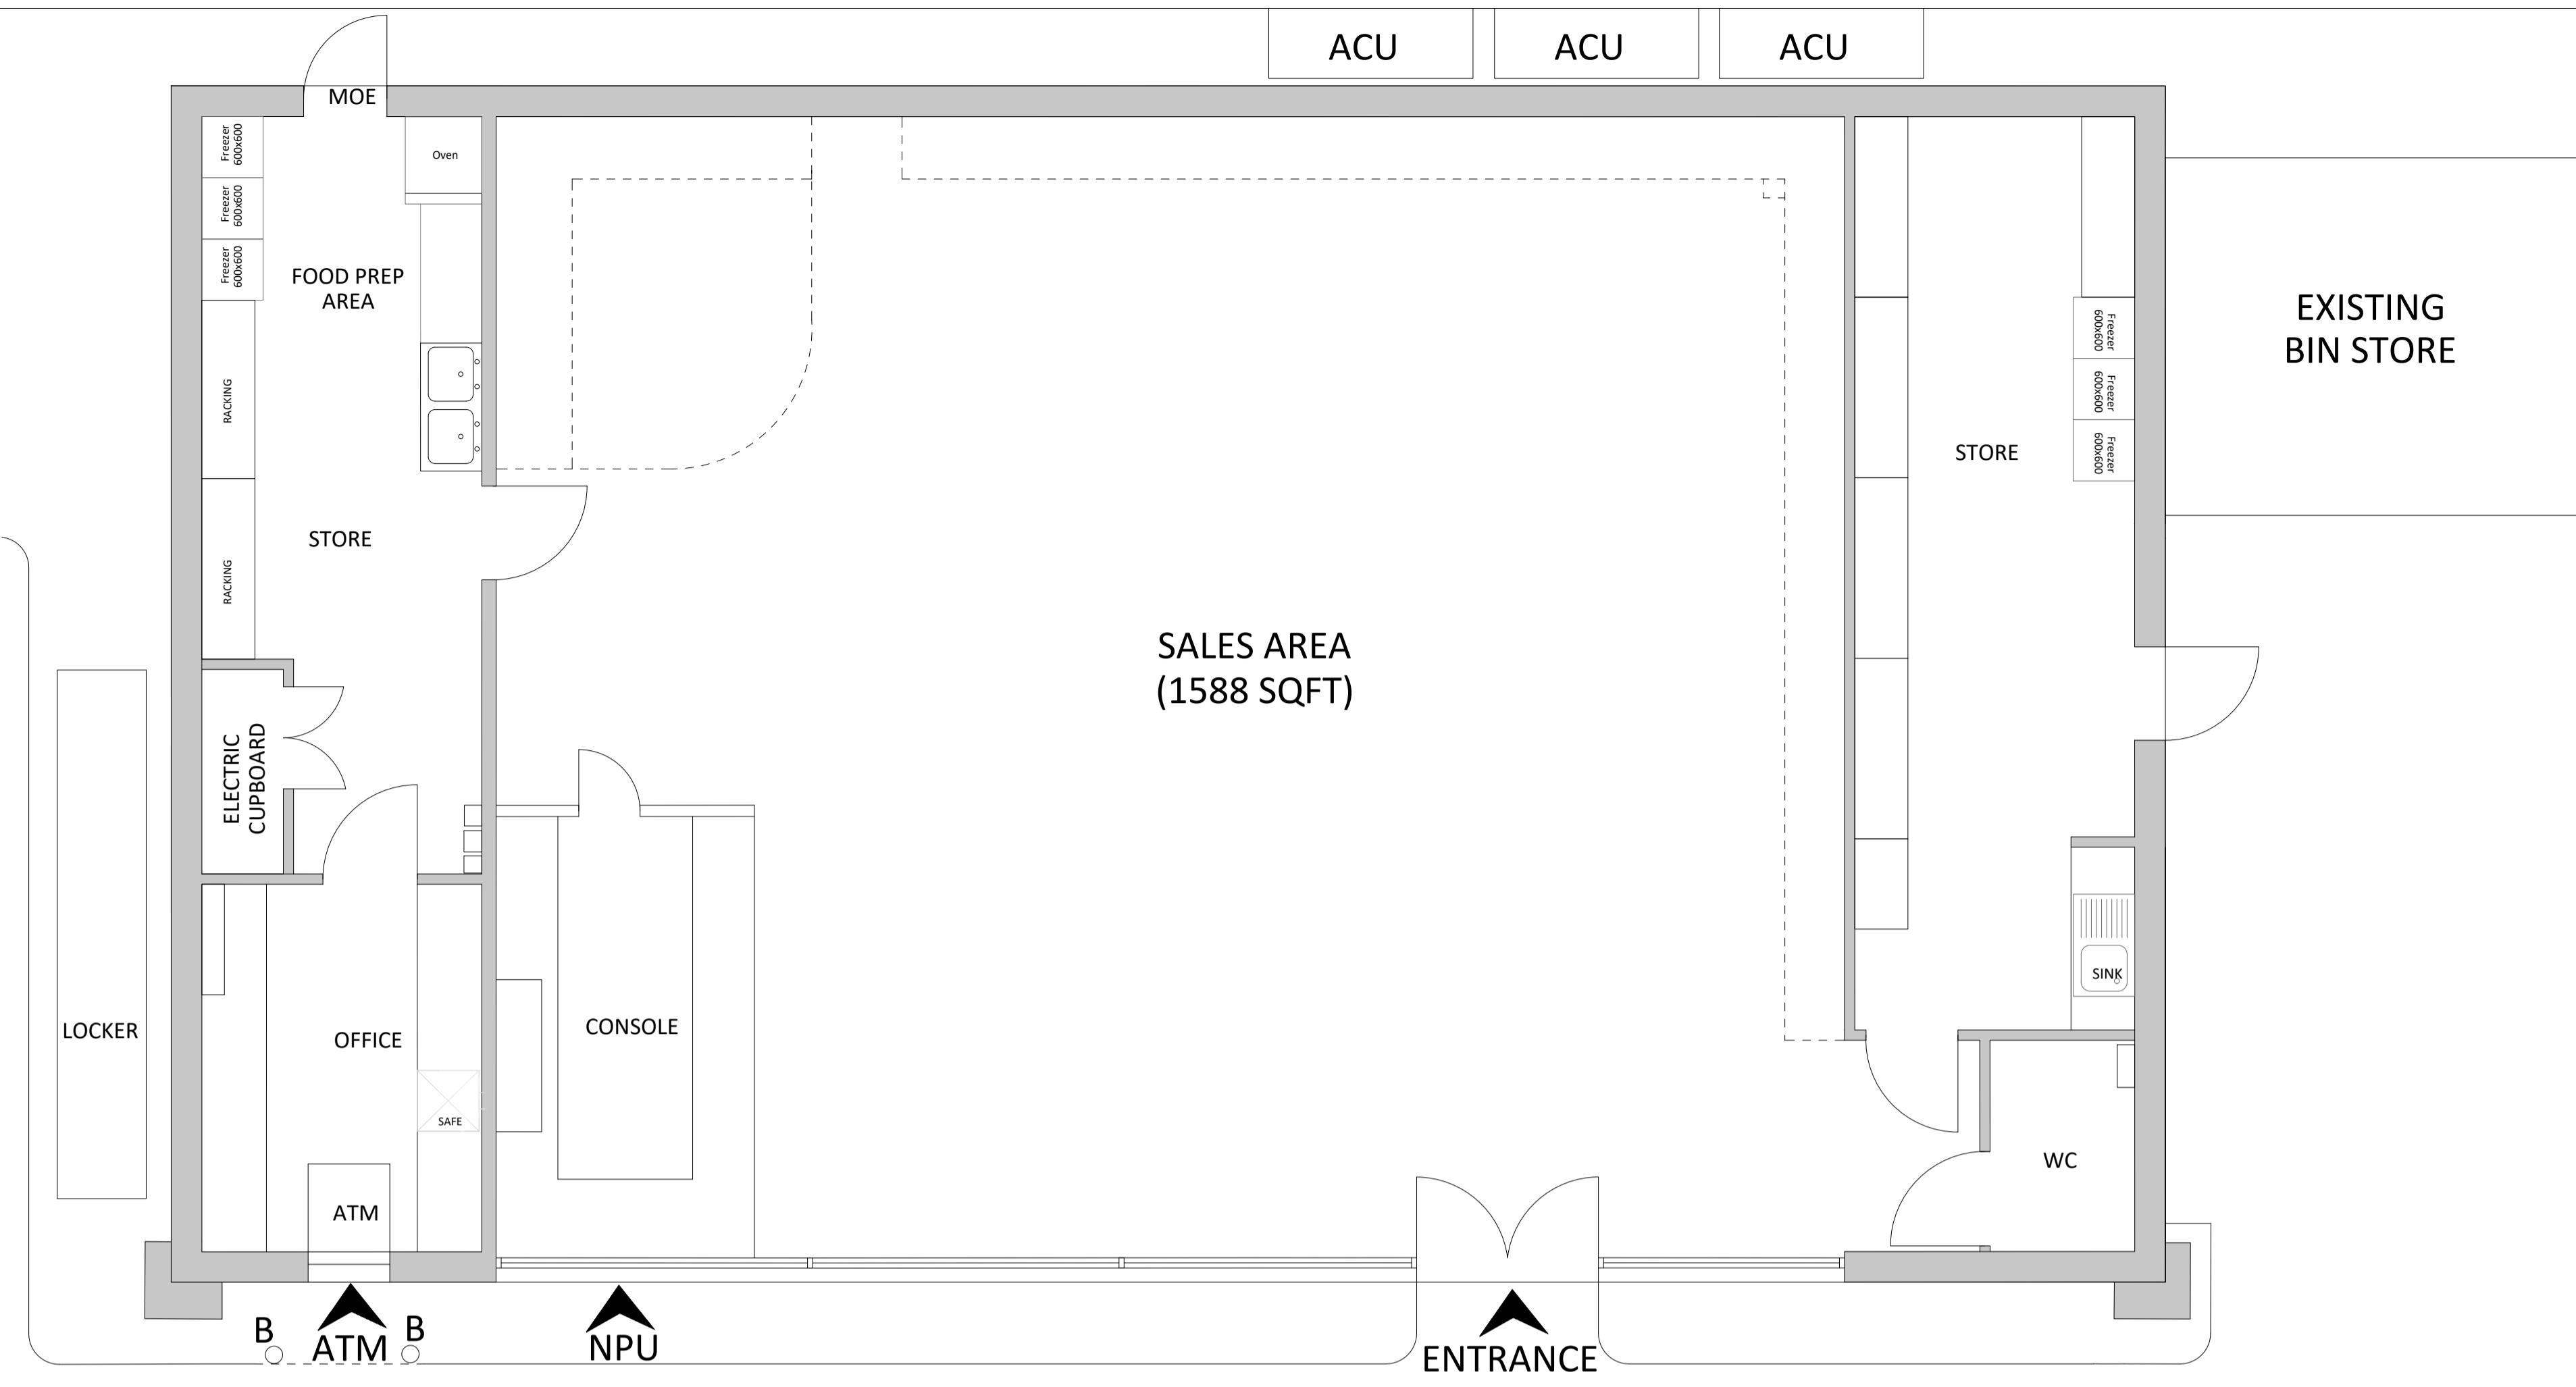 ACU
ACU
ACU
MOE
Freezer
600x600
Freezer
600x600
Freezer
600x600
Oven
FOOD PREP
AREA
RACKING
RACKING
STORE
ELECTRIC
CUPBOARD
LOCKER
OFFICE
SAFE
ATM
CONSOLE
SALES AREA
(1588 SQFT)
STORE
Freezer
600x600
Freezer
600x600
Freezer
600x600
EXISTING
BIN STORE
SINK
WC
B
ATM
B
NPU
ENTRANCE